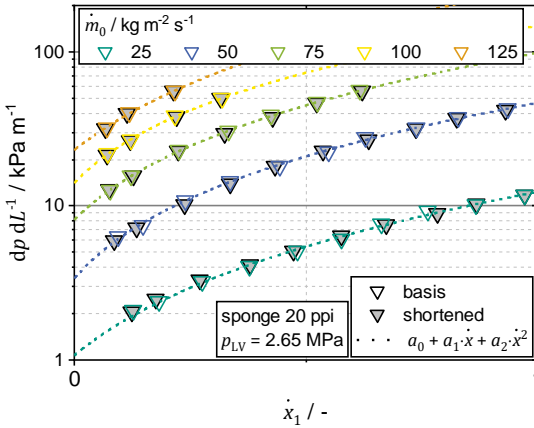 ṁ₀ / kg m⁻² s⁻¹
25 50 75 100 125
100
10
1
dp dL⁻¹ / kPa m⁻¹
sponge 20 ppi
p_LV = 2.65 MPa
basis
shortened
a₀ + a₁·ẋ + a₂·ẋ²
0
ẋ₁ / -